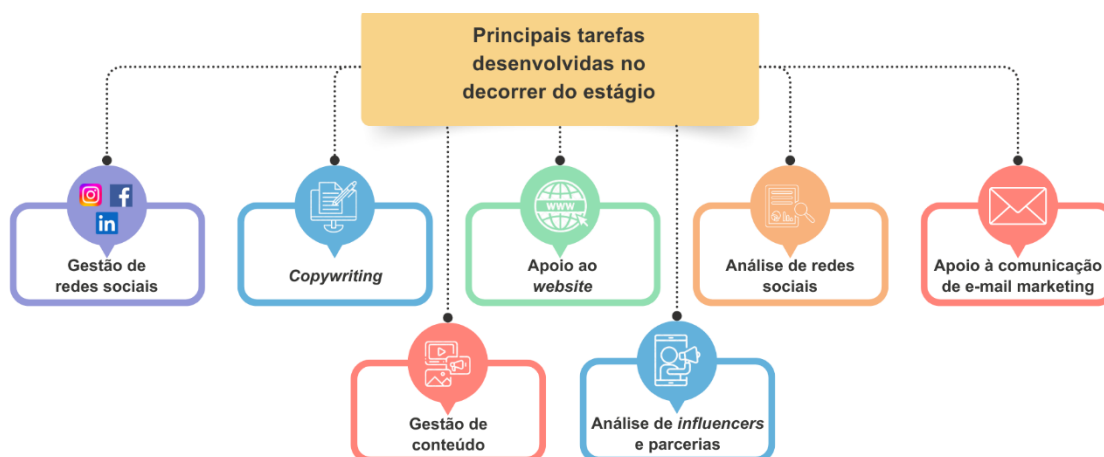 Principais tarefas
desenvolvidas no
decorrer do estágio
Gestão de
redes sociais
Copywriting
WWW
Apoio ao
website
Análise de redes
sociais
Apoio à comunicação
de e-mail marketing
Gestão de
conteúdo
Análise de influencers
e parcerias